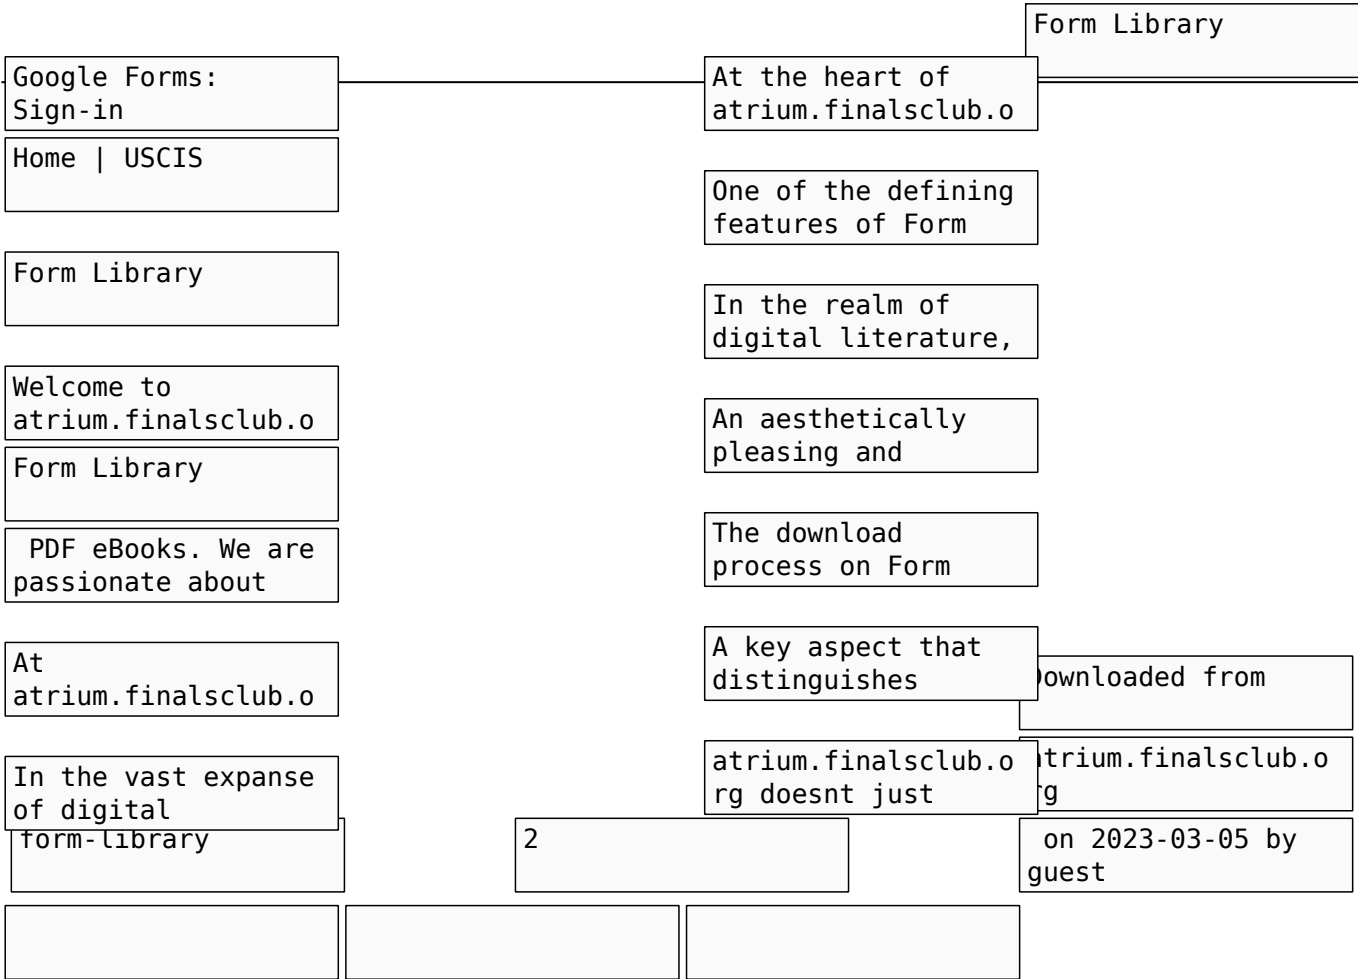 Form Library
Google Forms:
Sign-in
Home | USCIS
Form Library
Welcome to
atrium.finalsclub.o
Form Library
PDF eBooks. We are
passionate about
At
atrium.finalsclub.o
In the vast expanse
of digital
At the heart of
atrium.finalsclub.o
One of the defining
features of Form
In the realm of
digital literature,
An aesthetically
pleasing and
The download
process on Form
A key aspect that
distinguishes
atrium.finalsclub.o
rg doesnt just
form-library
2
Downloaded from
atrium.finalsclub.o
rg
on 2023-03-05 by
guest